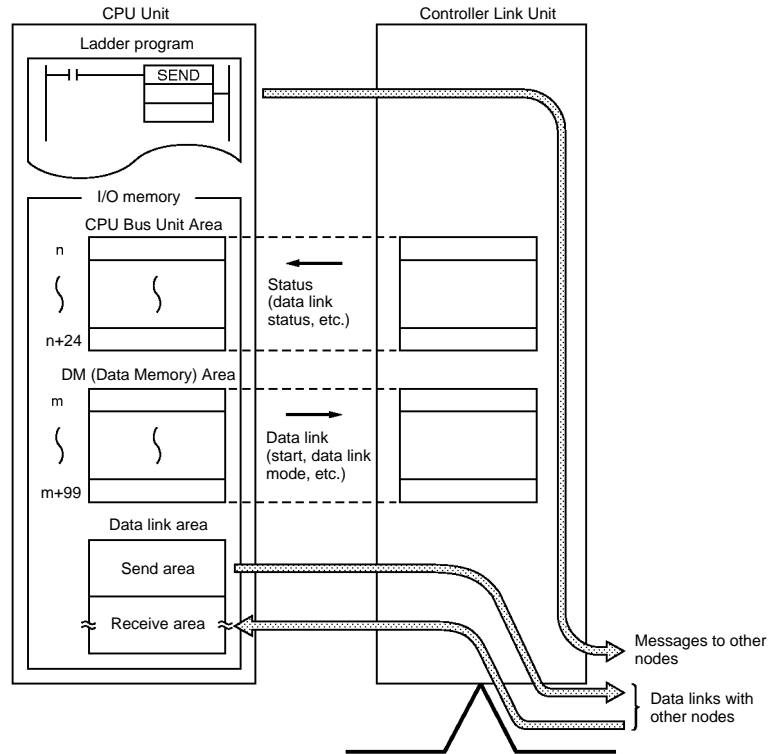 CPU Unit
Controller Link Unit
Ladder program
SEND
I/O memory
CPU Bus Unit Area
n
n+24
Status
(data link
status, etc.)
DM (Data Memory) Area
m
m+99
Data link
(start, data link
mode, etc.)
Data link area
Send area
Receive area
Messages to other
nodes
Data links with
other nodes